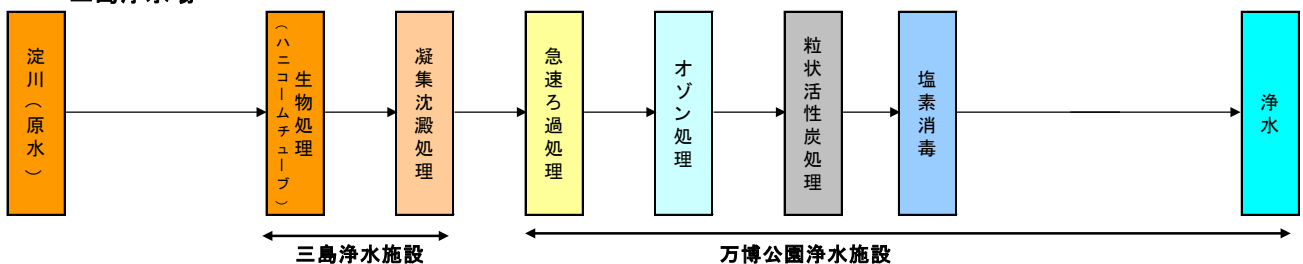 淀川（原水）
生物処理
（ハニコームチューブ）
凝集沈澱処理
急速ろ過処理
オゾン処理
粒状活性炭処理
塩素消毒
浄水
三島浄水施設
万博公園浄水施設